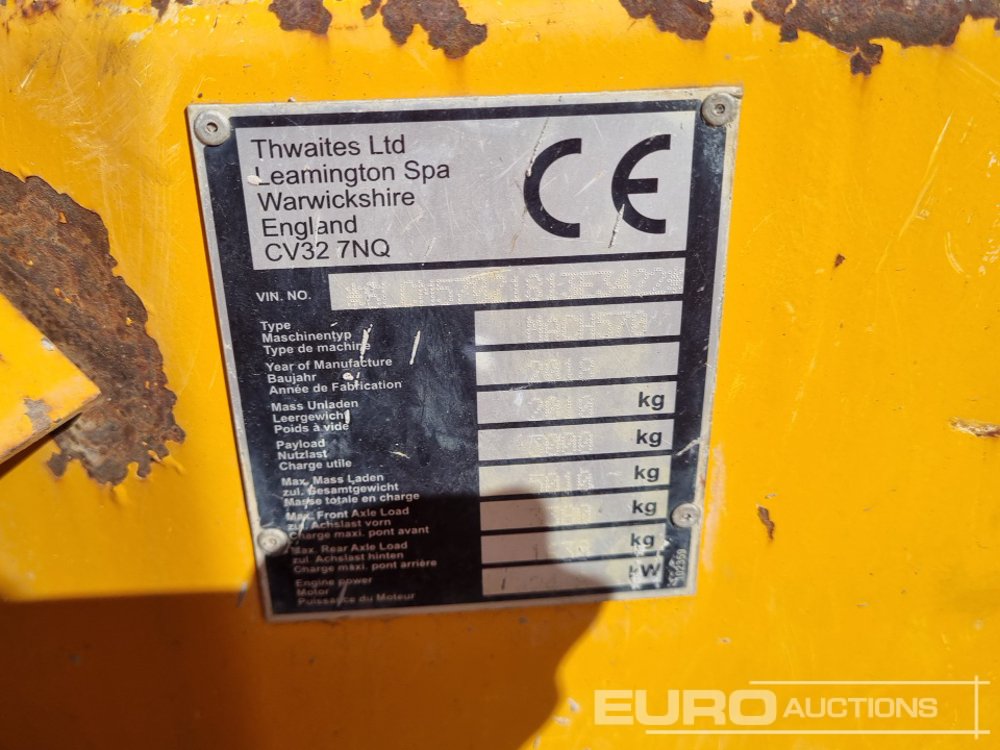 Thwaites Ltd
Leamington Spa
Warwickshire
England
CV32 7NQ
CE
VIN. NO.
Type
Maschinentyp
Type de machine
Year of Manufacture
Baujahr
Année de Fabrication
Mass Unladen
Leergewicht
Poids à vide
kg
Payload
Nutzlast
Charge utile
kg
Max. Mass Laden
zul. Gesamtgewicht
Masse totale en charge
kg
Max. Front Axle Load
zul. Achslast vorn
Charge maxi. pont avant
kg
Max. Rear Axle Load
zul. Achslast hinten
Charge maxi. pont arrière
kg
Engine power
Motor
Puissance du Moteur
kW
EURO AUCTIONS